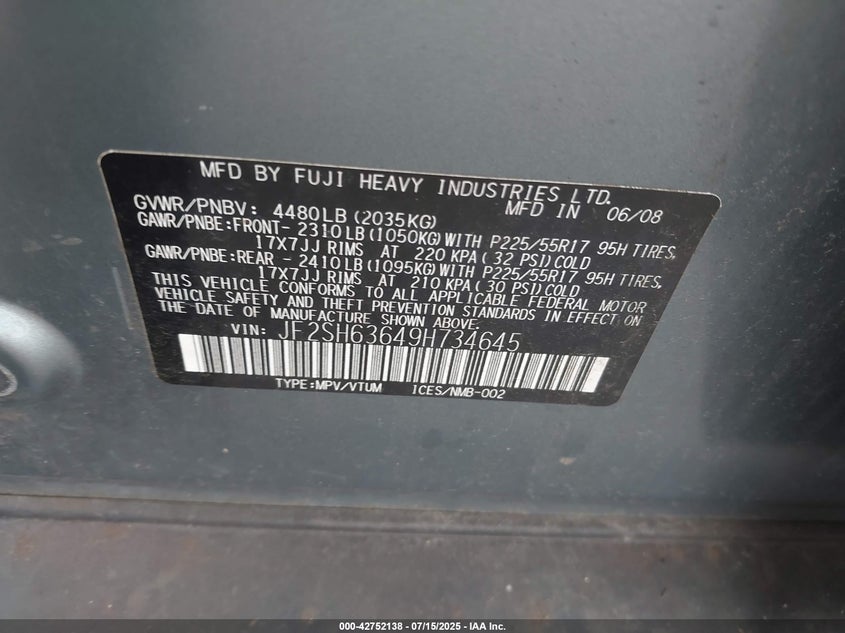 MFD BY FUJI HEAVY INDUSTRIES LTD.
GVWR/PNBV: 4480LB(2035KG) MFD IN 06/08
GAWR/PNBE:FRONT- 2310LB(1050KG)WITH P225/55R17 95H TIRES,
17X7JJ RIMS AT 220 KPA( 32 PSI)COLD
GAWR/PNBE:REAR - 2410LB(1095KG)WITH P225/55R17 95H TIRES,
17X7JJ RIMS AT 210 KPA( 30 PSI)COLD
THIS VEHICLE CONFORMS TO ALL APPLICABLE FEDERAL MOTOR
VEHICLE SAFETY AND THEFT PREVENTION STANDARDS IN EFFECT ON
THE DATE OF MANUFACTURE SHOWN ABOVE.
VIN: JF2SH63649H734645
TYPE:MPV/VTUM ICES/NMB-002
000-42752138 - 07/15/2025 - IAA Inc.